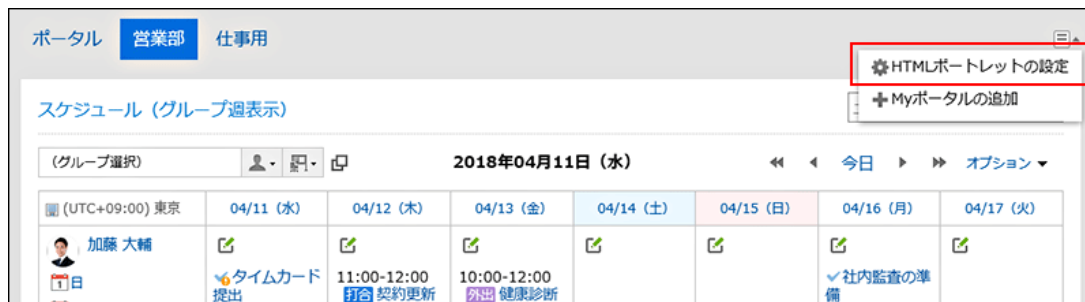 ポータル 営業部 仕事用
HTMLポートレットの設定
Myポータルの追加
スケジュール（グループ週表示）
（グループ選択） 2018年04月11日（水） 今日 オプション
(UTC+09:00) 東京 04/11（水） 04/12（木） 04/13（金） 04/14（土） 04/15（日） 04/16（月） 04/17（火）
加藤 大輔
日 タイムカード 11:00-12:00 10:00-12:00 社内監査の準
提出 打合 契約更新 外出 健康診断 備